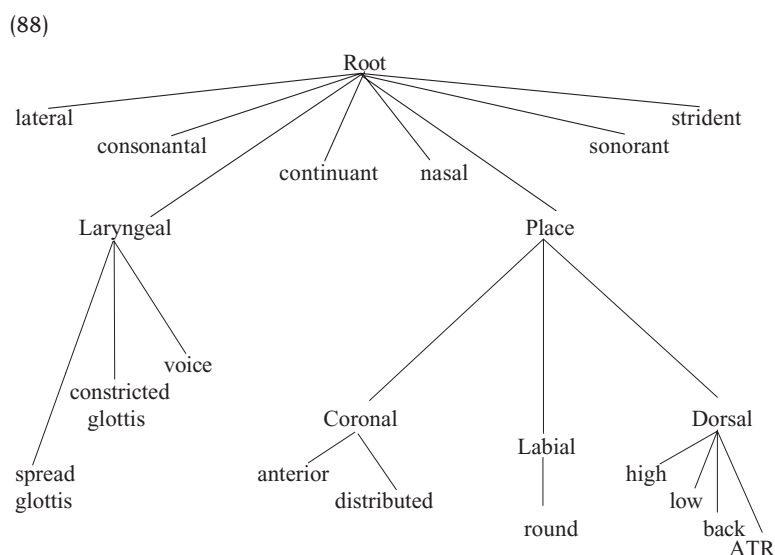 (88)
Root
lateral
strident
consonantal
sonorant
continuant
nasal
Laryngeal
Place
voice
constricted
glottis
Coronal
Dorsal
Labial
spread
glottis
anterior
distributed
high
low
round
back
ATR